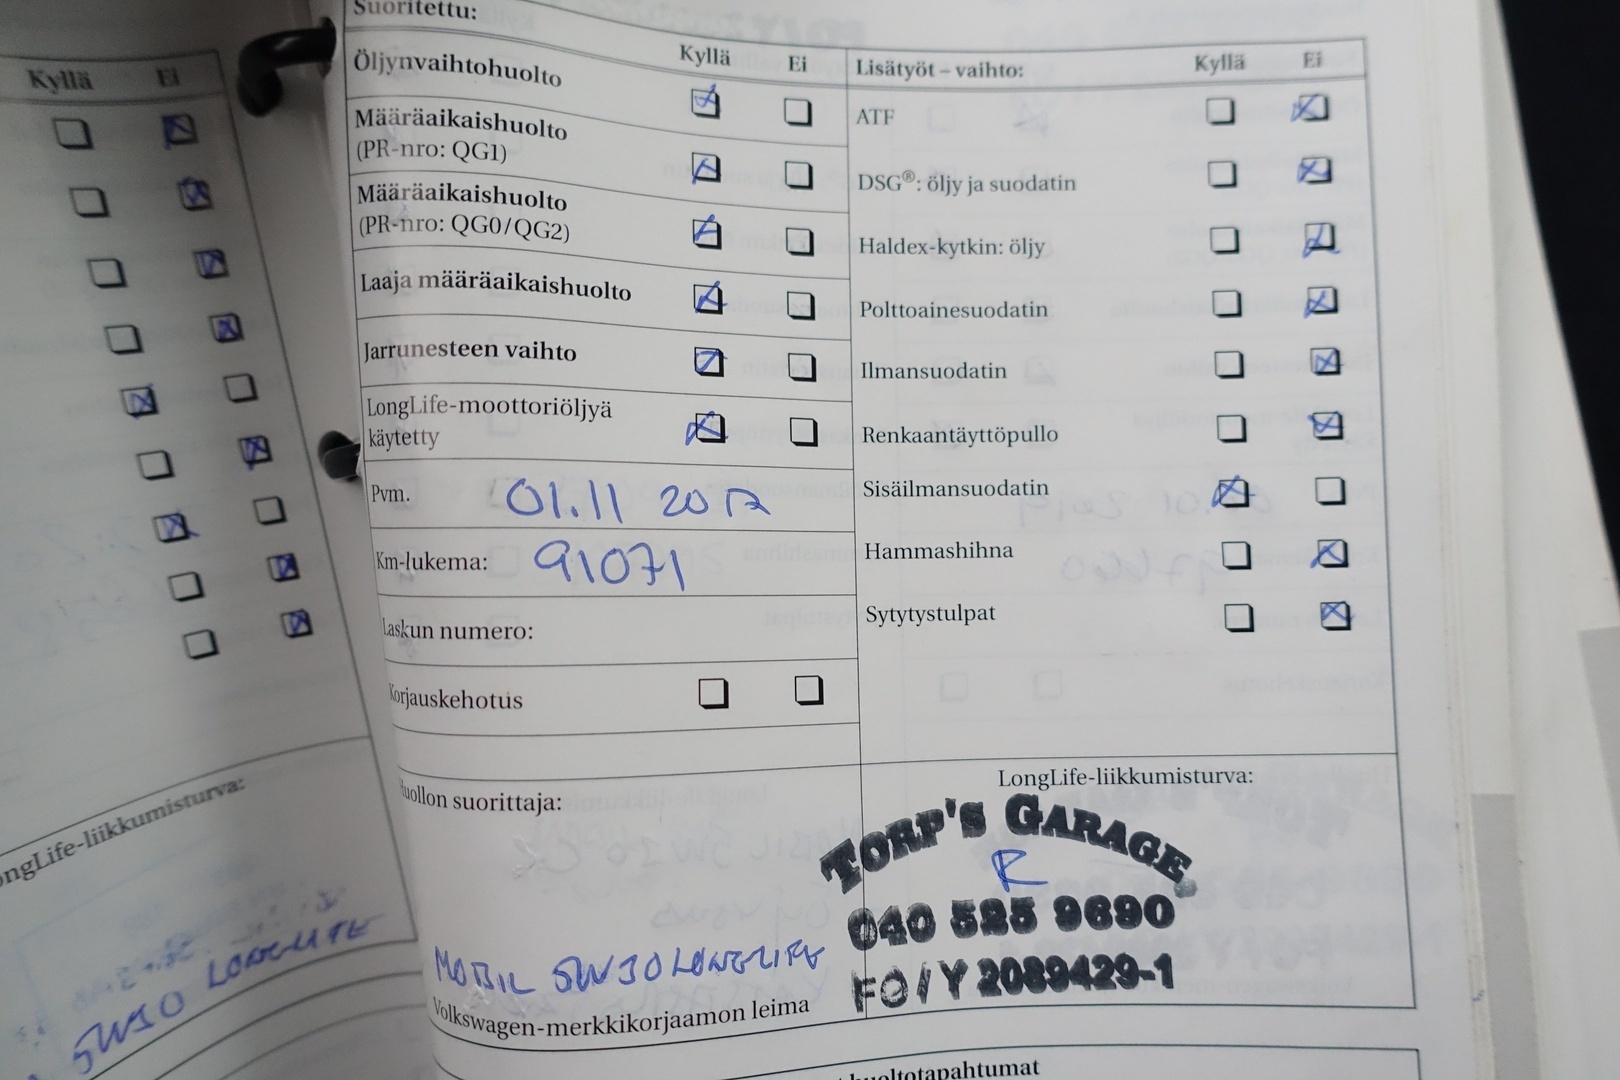 Kyllä Ei
ongLife-liikkumisturva:
5W30 LONGLIFE
Suoritettu:
Kyllä Ei
Öljynvaihtohuolto
Määräaikaishuolto
(PR-nro: QG1)
Määräaikaishuolto
(PR-nro: QG0/QG2)
Laaja määräaikaishuolto
Jarrunesteen vaihto
LongLife-moottoriöljyä
käytetty
Pvm. 01.11 2017
Km-lukema: 91071
Laskun numero:
Korjauskehotus
Lisätyöt – vaihto: Kyllä Ei
ATF
DSG®: öljy ja suodatin
Haldex-kytkin: öljy
Polttoainesuodatin
Ilmansuodatin
Renkaantäyttöpullo
Sisäilmansuodatin
Hammashihna
Sytytystulpat
uollon suorittaja:
MOBIL 5W30 LONGLIFE
Volkswagen-merkkikorjaamon leima
LongLife-liikkumisturva:
TORP'S GARAGE
R
040 525 9690
FO/Y 2089429-1
huoltotapahtumat